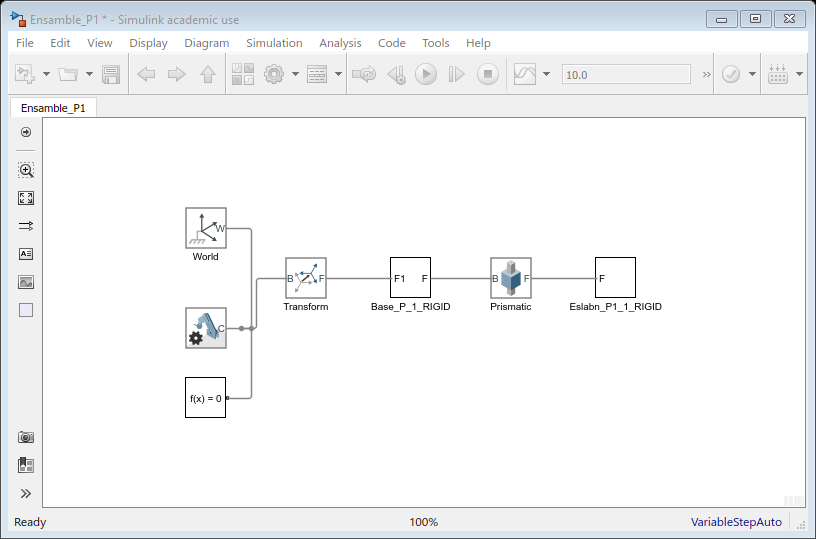 Ensamble_P1 * - Simulink academic use
File Edit View Display Diagram Simulation Analysis Code Tools Help
10.0 »
Ensamble_P1
W
World
B F
Transform
F1 F
Base_P_1_RIGID
B F
Prismatic
F
Eslabn_P1_1_RIGID
C
f(x) = 0
Ready 100% VariableStepAuto